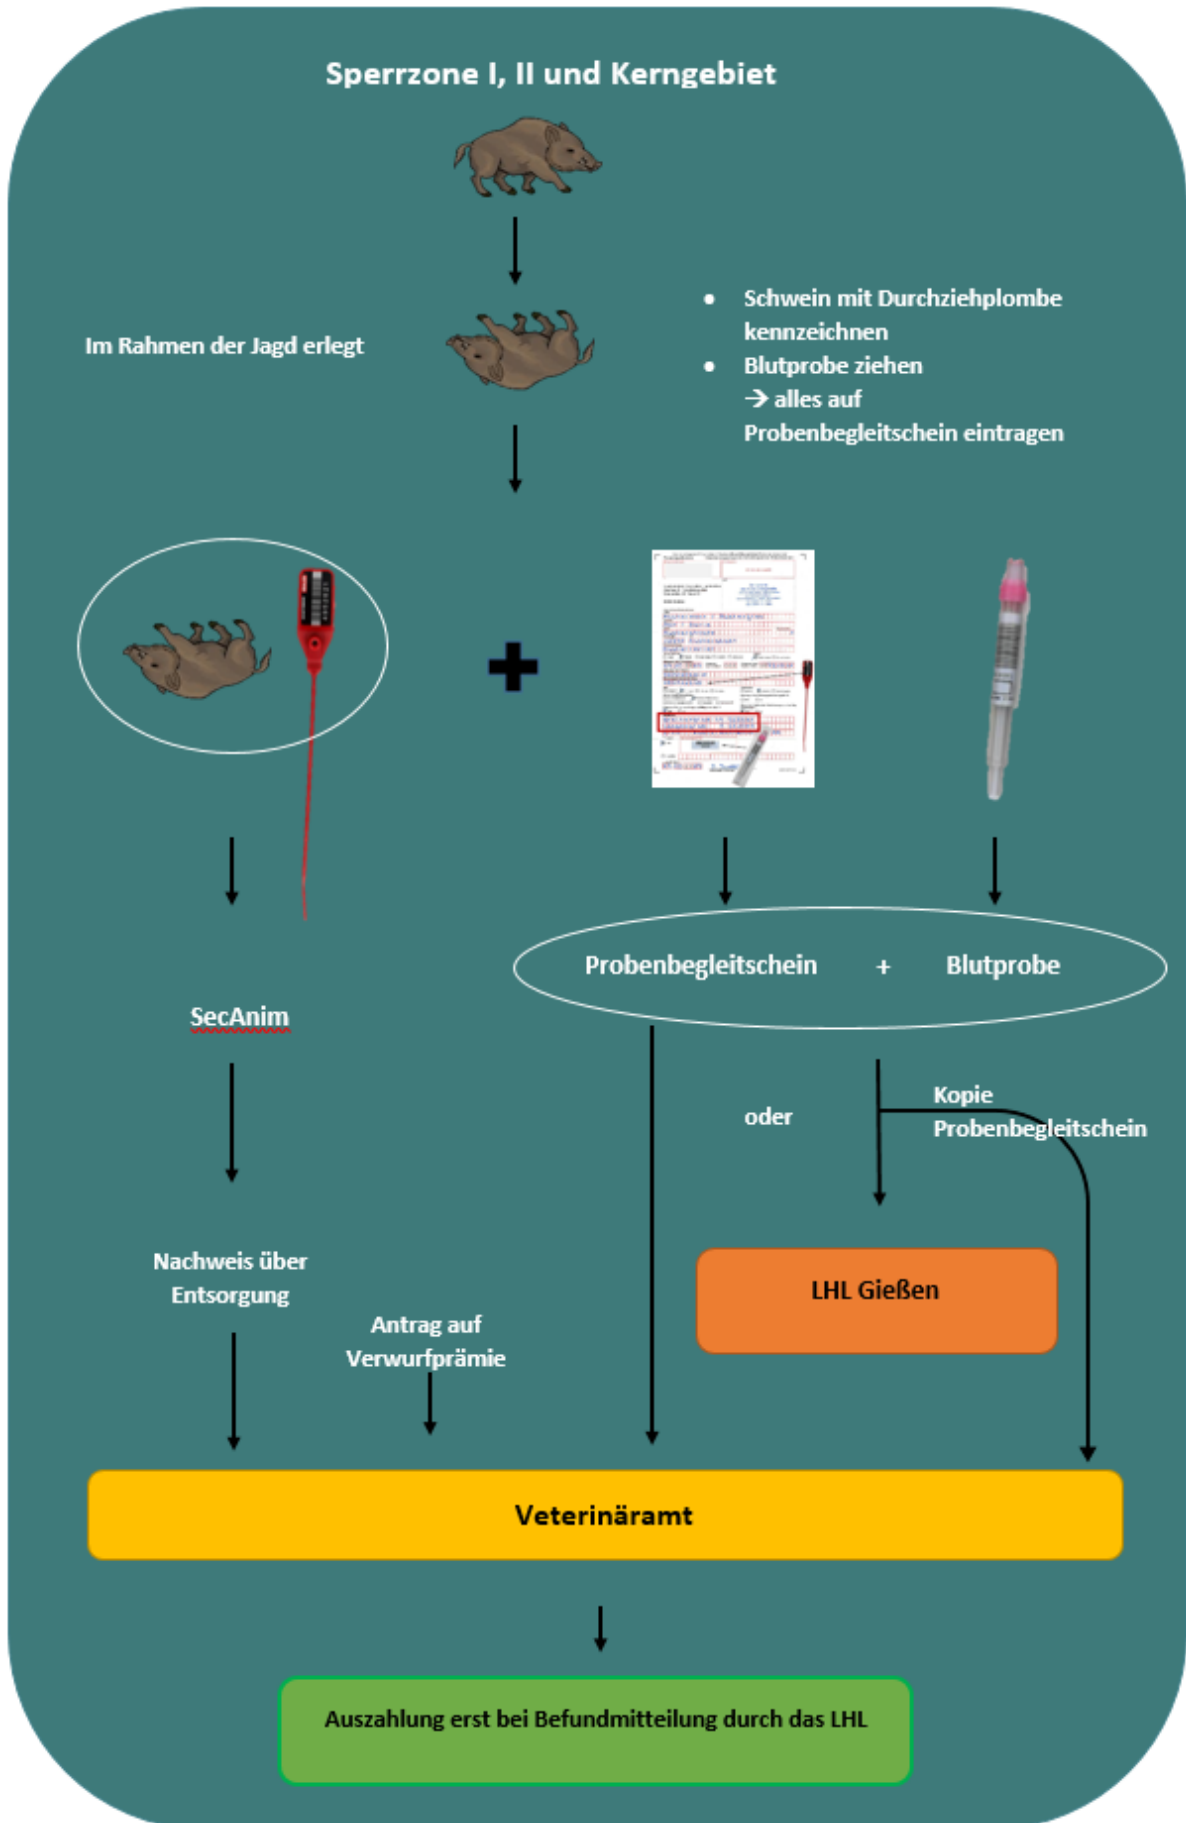 Sperrzone I, II und Kerngebiet
Im Rahmen der Jagd erlegt
● Schwein mit Durchziehplombe
kennzeichnen
● Blutprobe ziehen
→ alles auf
Probenbegleitschein eintragen
Probenbegleitschein + Blutprobe
SecAnim
oder
Kopie
Probenbegleitschein
Nachweis über
Entsorgung
Antrag auf
Verwurfprämie
LHL Gießen
Veterinäramt
Auszahlung erst bei Befundmitteilung durch das LHL